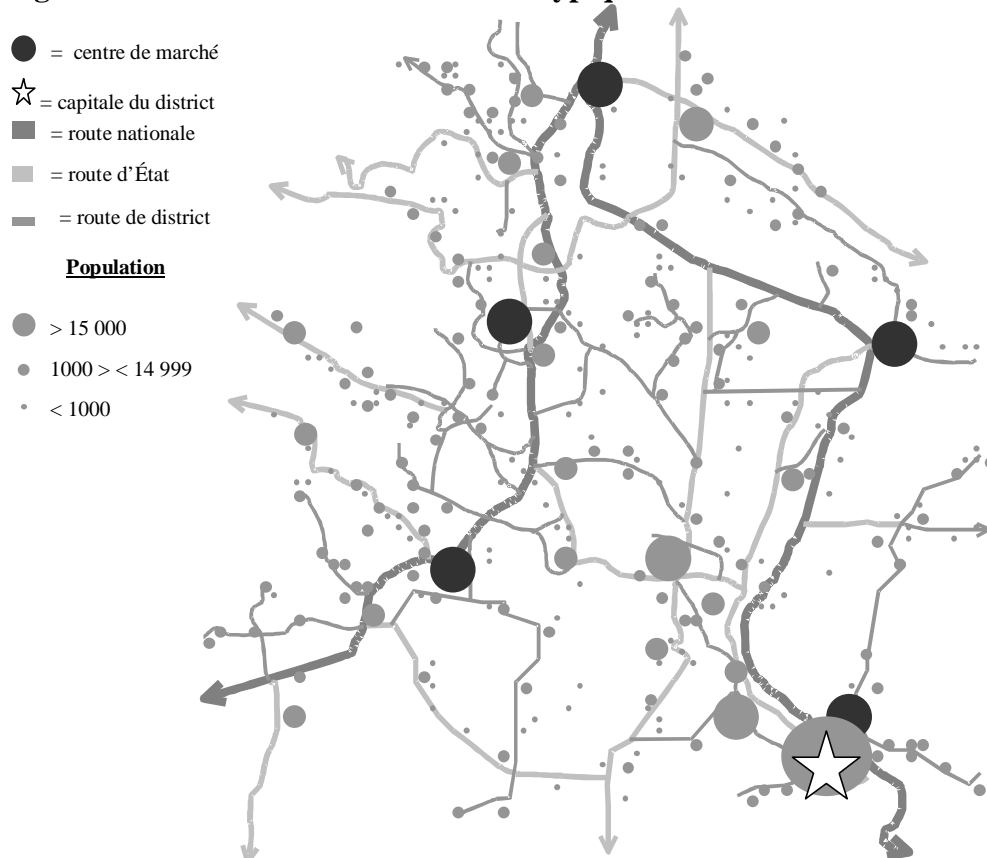 = centre de marché
= capitale du district
= route nationale
= route d'État
= route de district
Population
> 15 000
1000 > < 14 999
< 1000